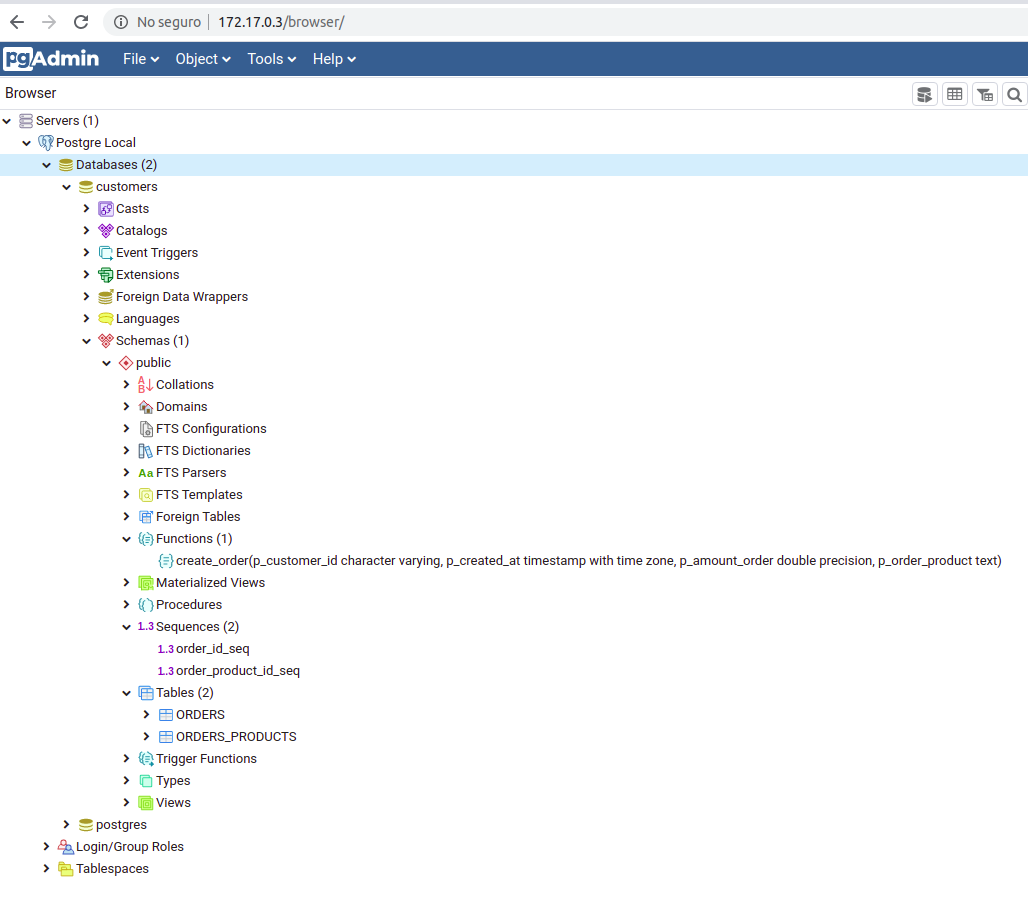 No seguro 172.17.0.3/browser/
pgAdmin File Object Tools Help
Browser
Servers (1)
Postgre Local
Databases (2)
customers
Casts
Catalogs
Event Triggers
Extensions
Foreign Data Wrappers
Languages
Schemas (1)
public
Collations
Domains
FTS Configurations
FTS Dictionaries
Aa FTS Parsers
FTS Templates
Foreign Tables
Functions (1)
create_order(p_customer_id character varying, p_created_at timestamp with time zone, p_amount_order double precision, p_order_product text)
Materialized Views
Procedures
1..3 Sequences (2)
1..3 order_id_seq
1..3 order_product_id_seq
Tables (2)
ORDERS
ORDERS_PRODUCTS
Trigger Functions
Types
Views
postgres
Login/Group Roles
Tablespaces